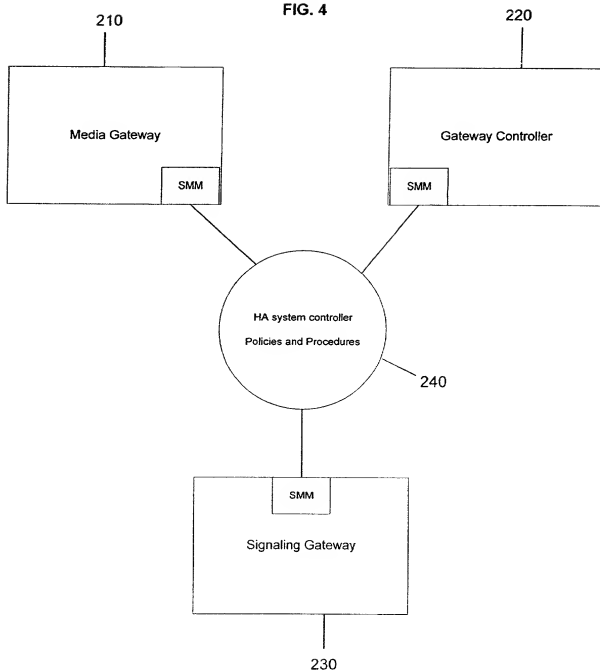 FIG. 4
210
220
Media Gateway
Gateway Controller
SMM
SMM
HA system controller
Policies and Procedures
240
SMM
Signaling Gateway
230